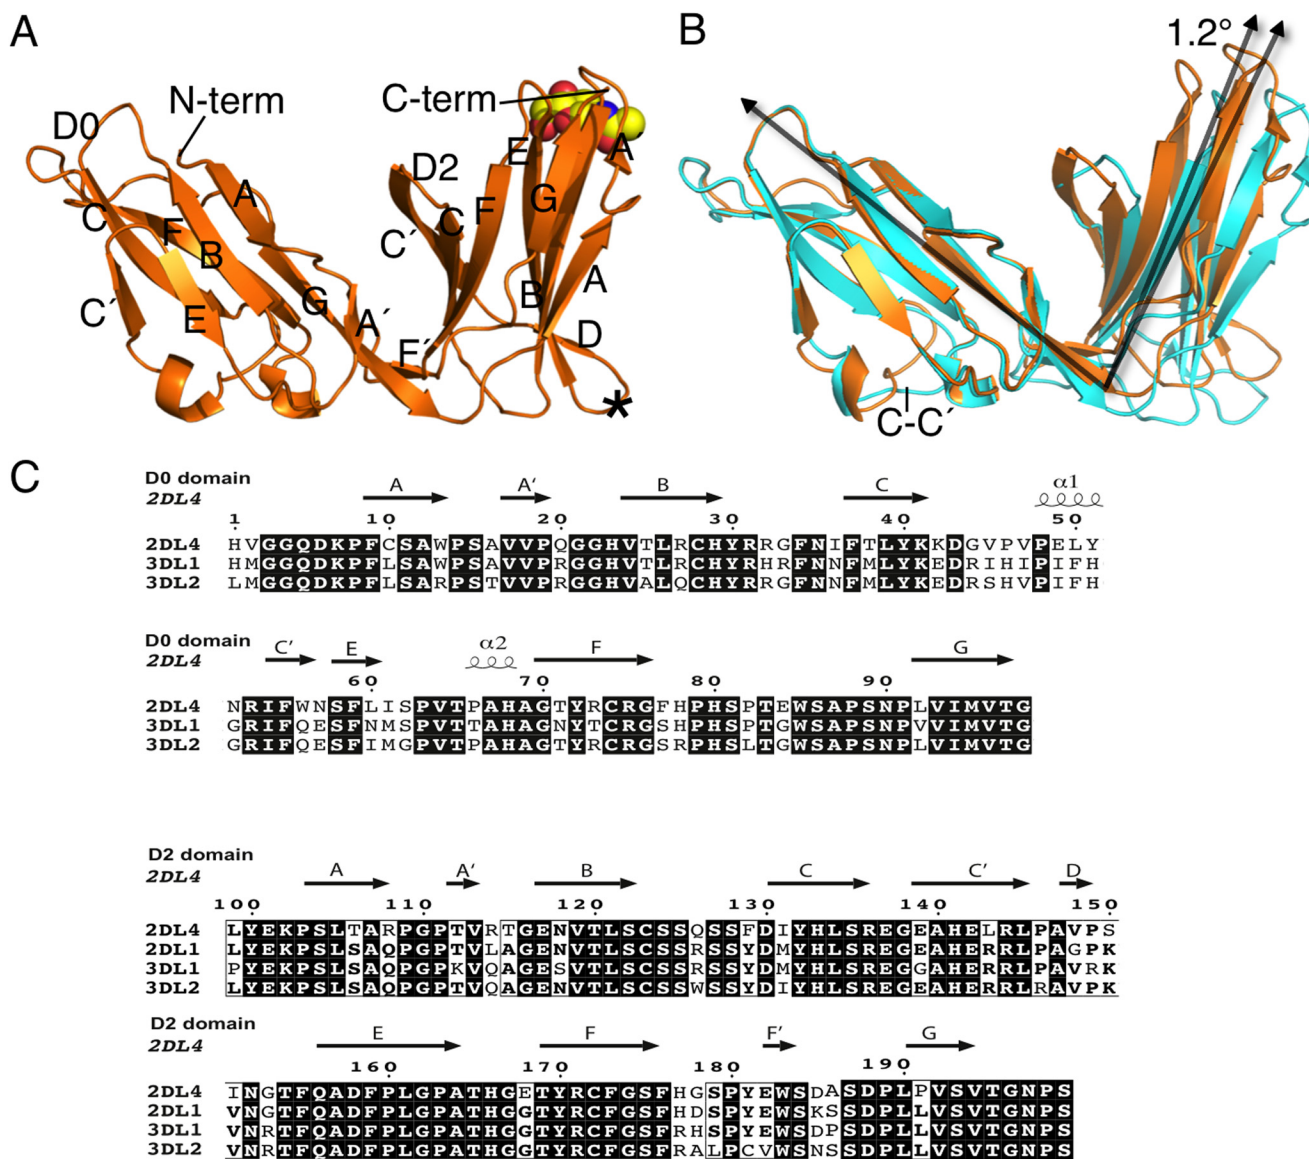 A
B
1.2°
N-term
C-term
D0
D2
E
A´
A
G
C
F
B
C
F
C´
B
A
C´
E
G
A´
F´
D
*
C-C´
C
D0 domain
2DL4
A A' B C α1
1 10 20 30 40 50
2DL4 HVGGQDKPFCSAWPSAVVPQGGHVTLRCHYRRGFNIFTLYKKDGVPVPELY
3DL1 HMGGQDKPFLSAWPSAVVPRGGHVTLRCHYRHRFNNFMLYKEDRIHIPIFH
3DL2 LMGGQDKPFLSARPSTVVPRGGHVALQCHYRRGFNNFMLYKEDRSHVPIFH
D0 domain
2DL4
C' E α2 F G
60 70 80 90
2DL4 NRIFWNSFLISPVTPAHAGTYRCRGFHPHSPTEWSAPSNPLVIMVTG
3DL1 GRIFQESFNMSPVTTAHAGNYTCRGSHPHSPTGWSAPSNPVVIMVTG
3DL2 GRIFQESFIMGPVTPAHAGTYRCRGSRPHSLTGWSAPSNPLVIMVTG
D2 domain
2DL4
A A' B C C' D
100 110 120 130 140 150
2DL4 LYEKPSLTARPGPTVRTGENVTLSCSSQSSFDIYHLSREGEAHELRLPAVPS
2DL1 LYEKPSLSAQPGPTVLAGENVTLSCSSRSSYDMYHLSREGEAHERRLPAGPK
3DL1 PYEKPSLSAQPGPKVQAGESVTLSCSSRSSYDMYHLSREGGAHERRLPAVRK
3DL2 LYEKPSLSAQPGPTVQAGENVTLSCSSWSSYDIYHLSREGEAHERRLRAVPK
D2 domain
2DL4
E F F' G
160 170 180 190
2DL4 INGTFQADFPLGPATHGETYRCFGSFHGSPYEWSDASDPLPVSVTGNPS
2DL1 VNGTFQADFPLGPATHGGTYRCFGSFHDSPYEWSKSSDPLLVSVTGNPS
3DL1 VNRTFQADFPLGPATHGGTYRCFGSFRHSPYEWSDPSDPLLVSVTGNPS
3DL2 VNRTFQADFPLGPATHGGTYRCFGSFRALPCVWSNSSDPLLVSVTGNPS